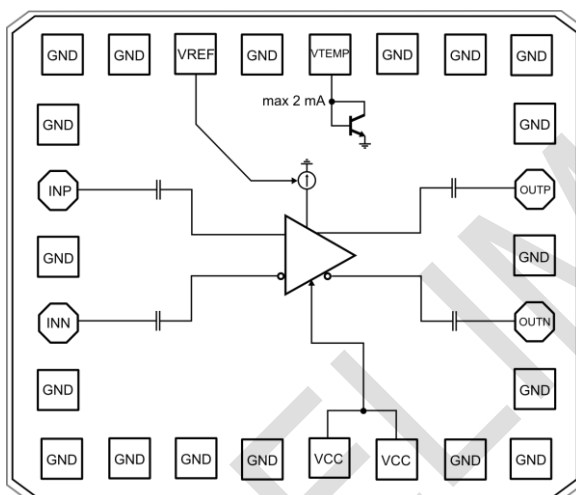 GND GND VREF GND VTEMP GND GND GND
max 2 mA
GND GND
INP OUTP
GND GND
INN OUTN
GND GND
GND GND GND GND VCC VCC GND GND